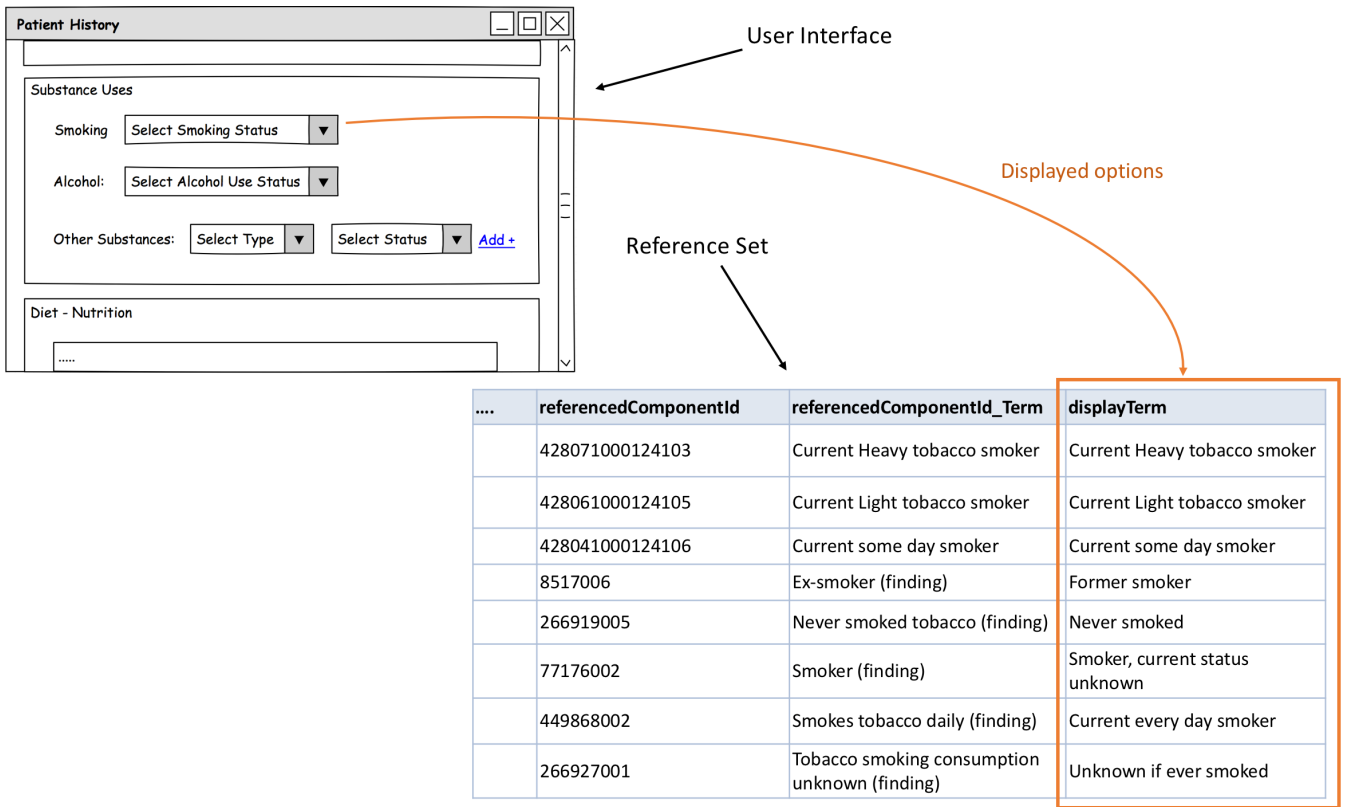 Patient History
User Interface
Substance Uses
Smoking Select Smoking Status
Alcohol: Select Alcohol Use Status
Other Substances: Select Type Select Status Add +
Displayed options
Reference Set
Diet - Nutrition
.....
.... referencedComponentId referencedComponentId_Term displayTerm
428071000124103 Current Heavy tobacco smoker Current Heavy tobacco smoker
428061000124105 Current Light tobacco smoker Current Light tobacco smoker
428041000124106 Current some day smoker Current some day smoker
8517006 Ex-smoker (finding) Former smoker
266919005 Never smoked tobacco (finding) Never smoked
77176002 Smoker (finding) Smoker, current status
unknown
449868002 Smokes tobacco daily (finding) Current every day smoker
266927001 Tobacco smoking consumption
unknown (finding) Unknown if ever smoked